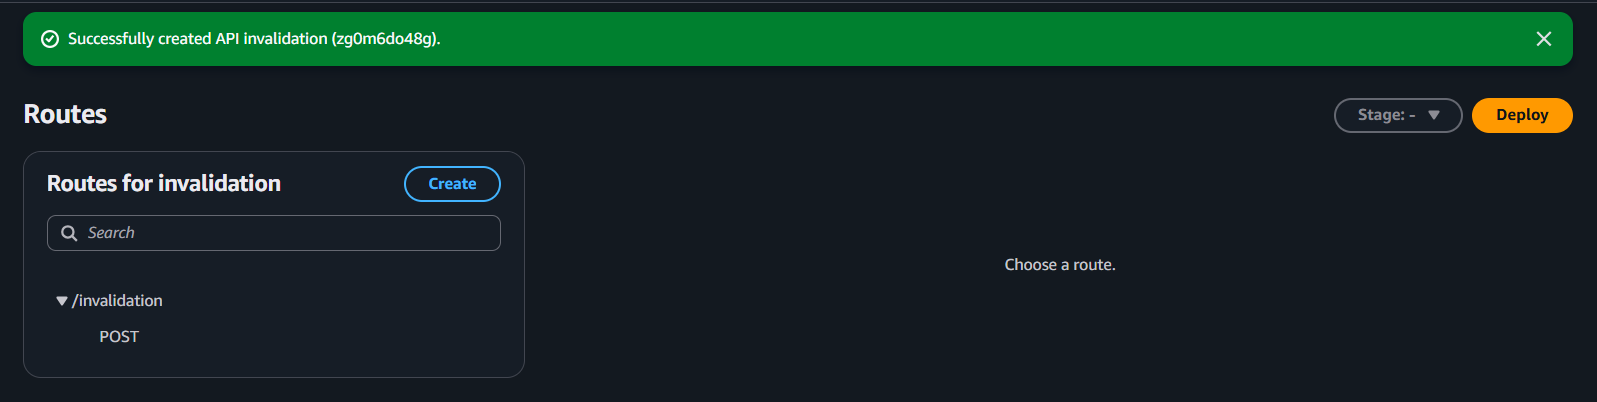 Successfully created API invalidation (zg0m6do48g).
Routes
Stage: -
Deploy
Routes for invalidation
Create
Search
/invalidation
POST
Choose a route.